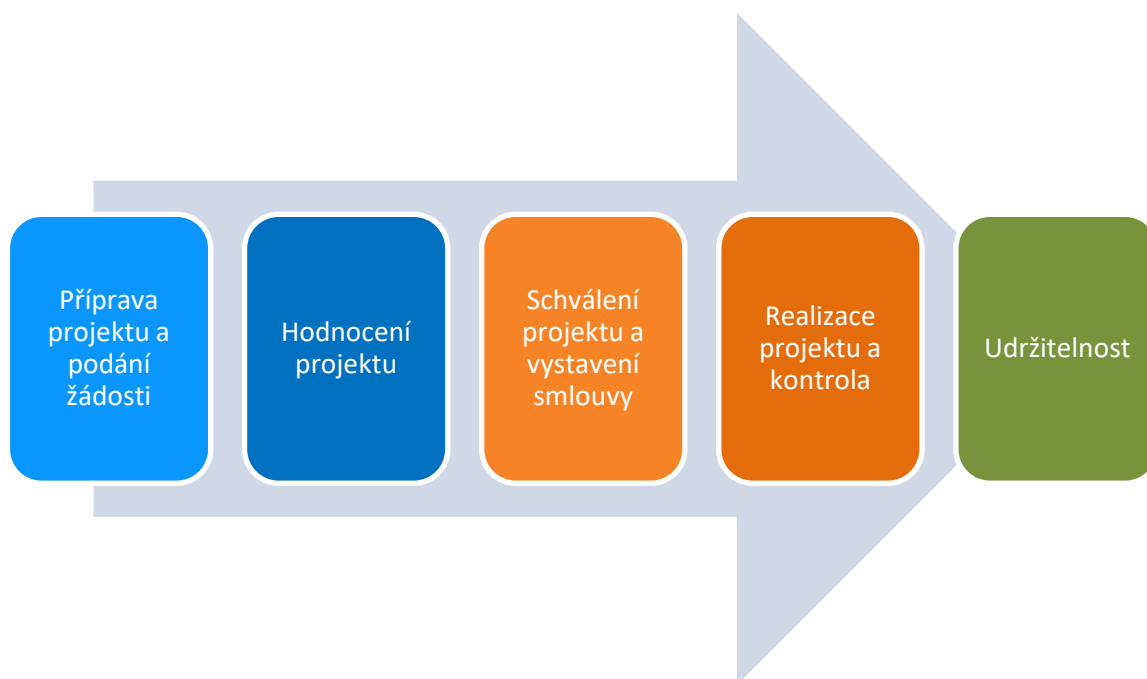 Příprava
projektu a
podání
žádosti
Hodnocení
projektu
Schválení
projektu a
vystavení
smlouvy
Realizace
projektu a
kontrola
Udržitelnost